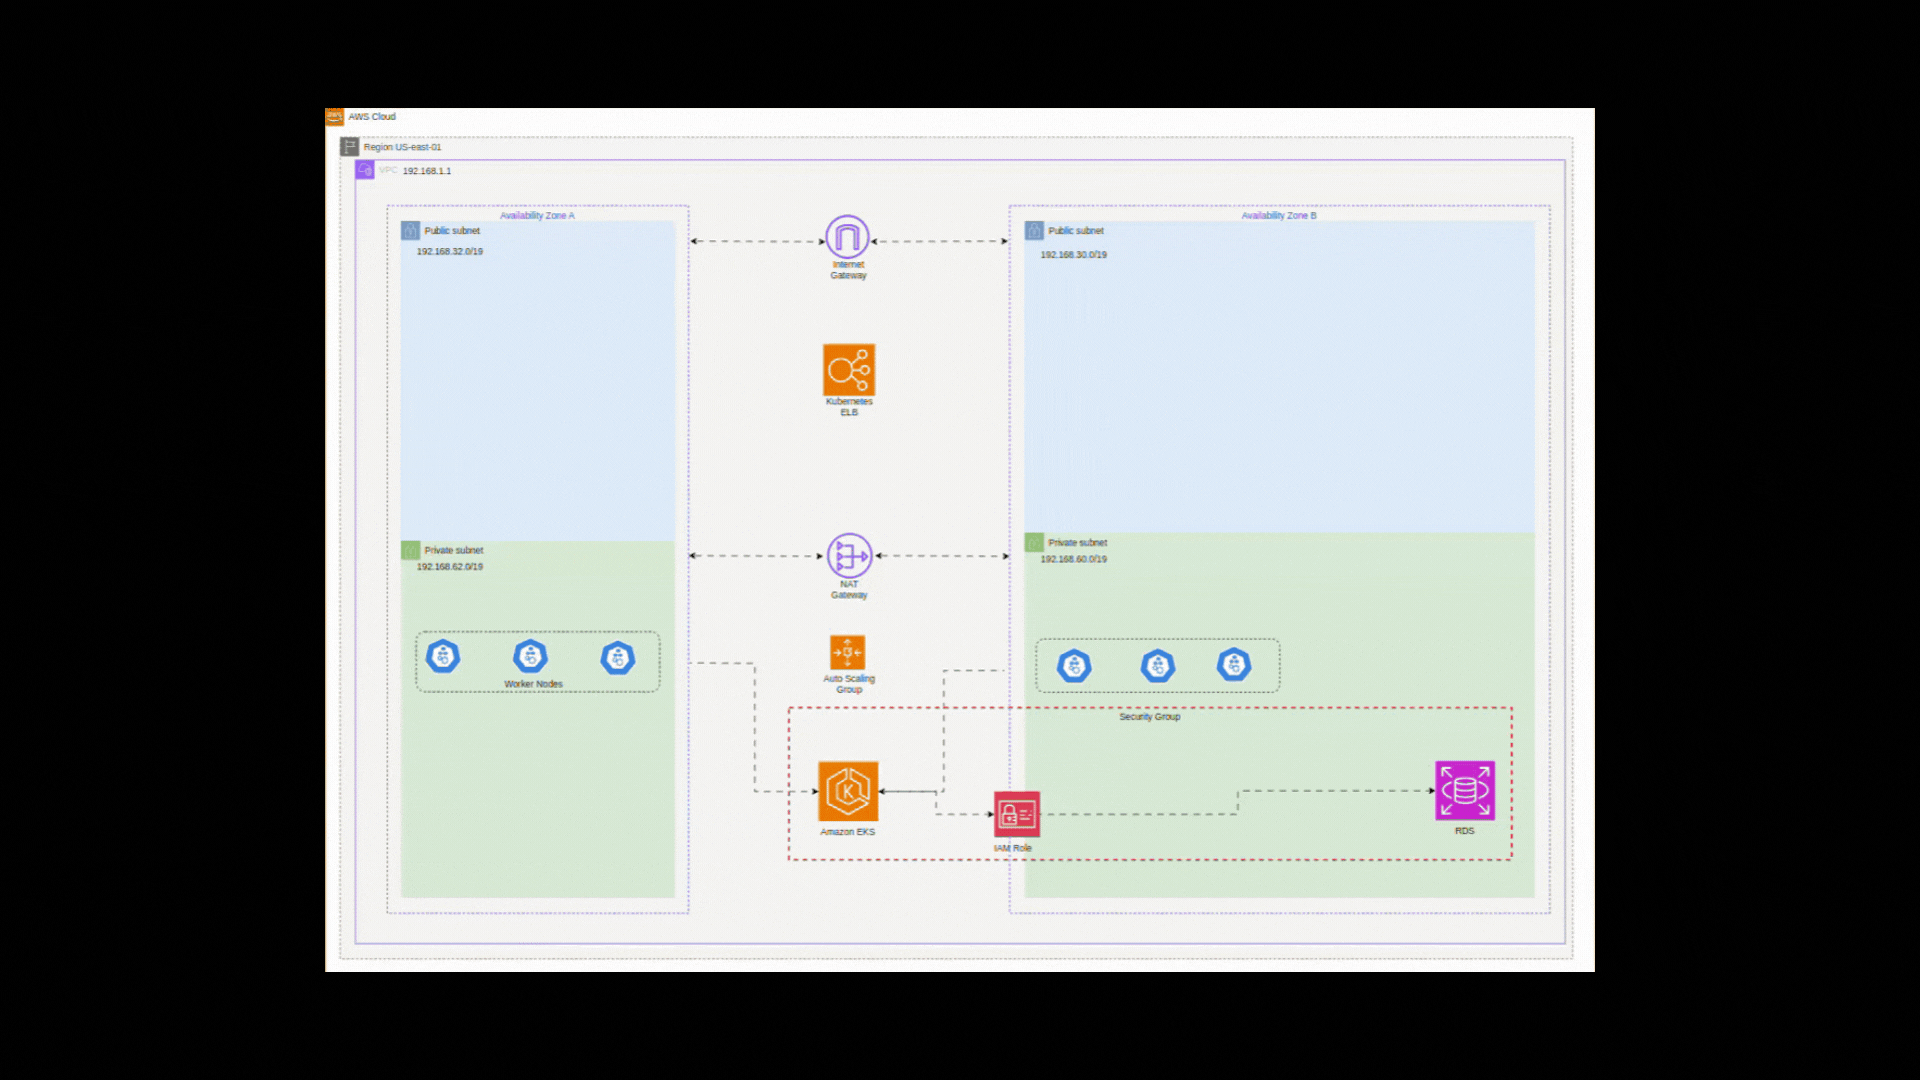 AWS Cloud
Region US-east-01
VPC 192.168.1.1
Availability Zone A
Public subnet
192.168.32.0/19
Internet
Gateway
Availability Zone B
Public subnet
192.168.30.0/19
Kubernetes
ELB
Private subnet
192.168.62.0/19
NAT
Gateway
Private subnet
192.168.60.0/19
Worker Nodes
Auto Scaling
Group
Security Group
Amazon EKS
IAM Role
RDS